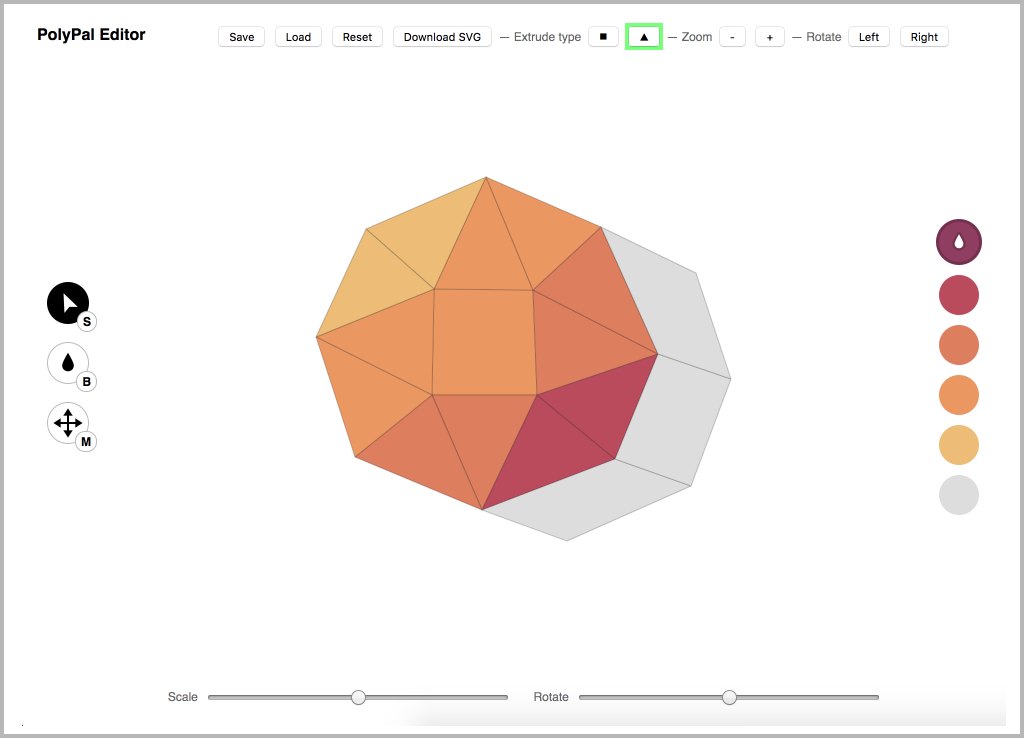 PolyPal Editor
Save Load Reset Download SVG — Extrude type ■ ▲ — Zoom - + — Rotate Left Right
S
B
M
Scale Rotate